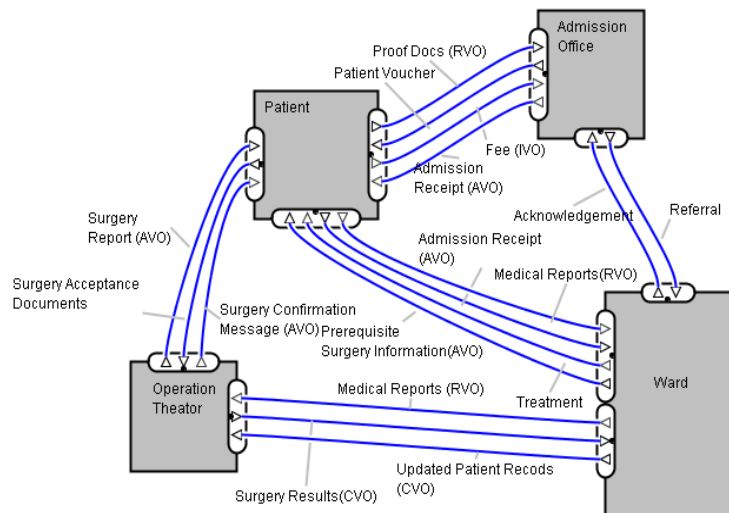 Admission
Office
Proof Docs (RVO)
Patient Voucher
Patient
Fee (IVO)
Admission
Receipt (AVO)
Surgery
Report (AVO)
Acknowledgement
Referral
Admission Receipt
(AVO)
Medical Reports(RVO)
Surgery Acceptance
Documents
Surgery Confirmation
Message (AVO)
Prerequisite
Surgery Information(AVO)
Operation
Theator
Medical Reports (RVO)
Treatment
Ward
Updated Patient Recods
(CVO)
Surgery Results(CVO)